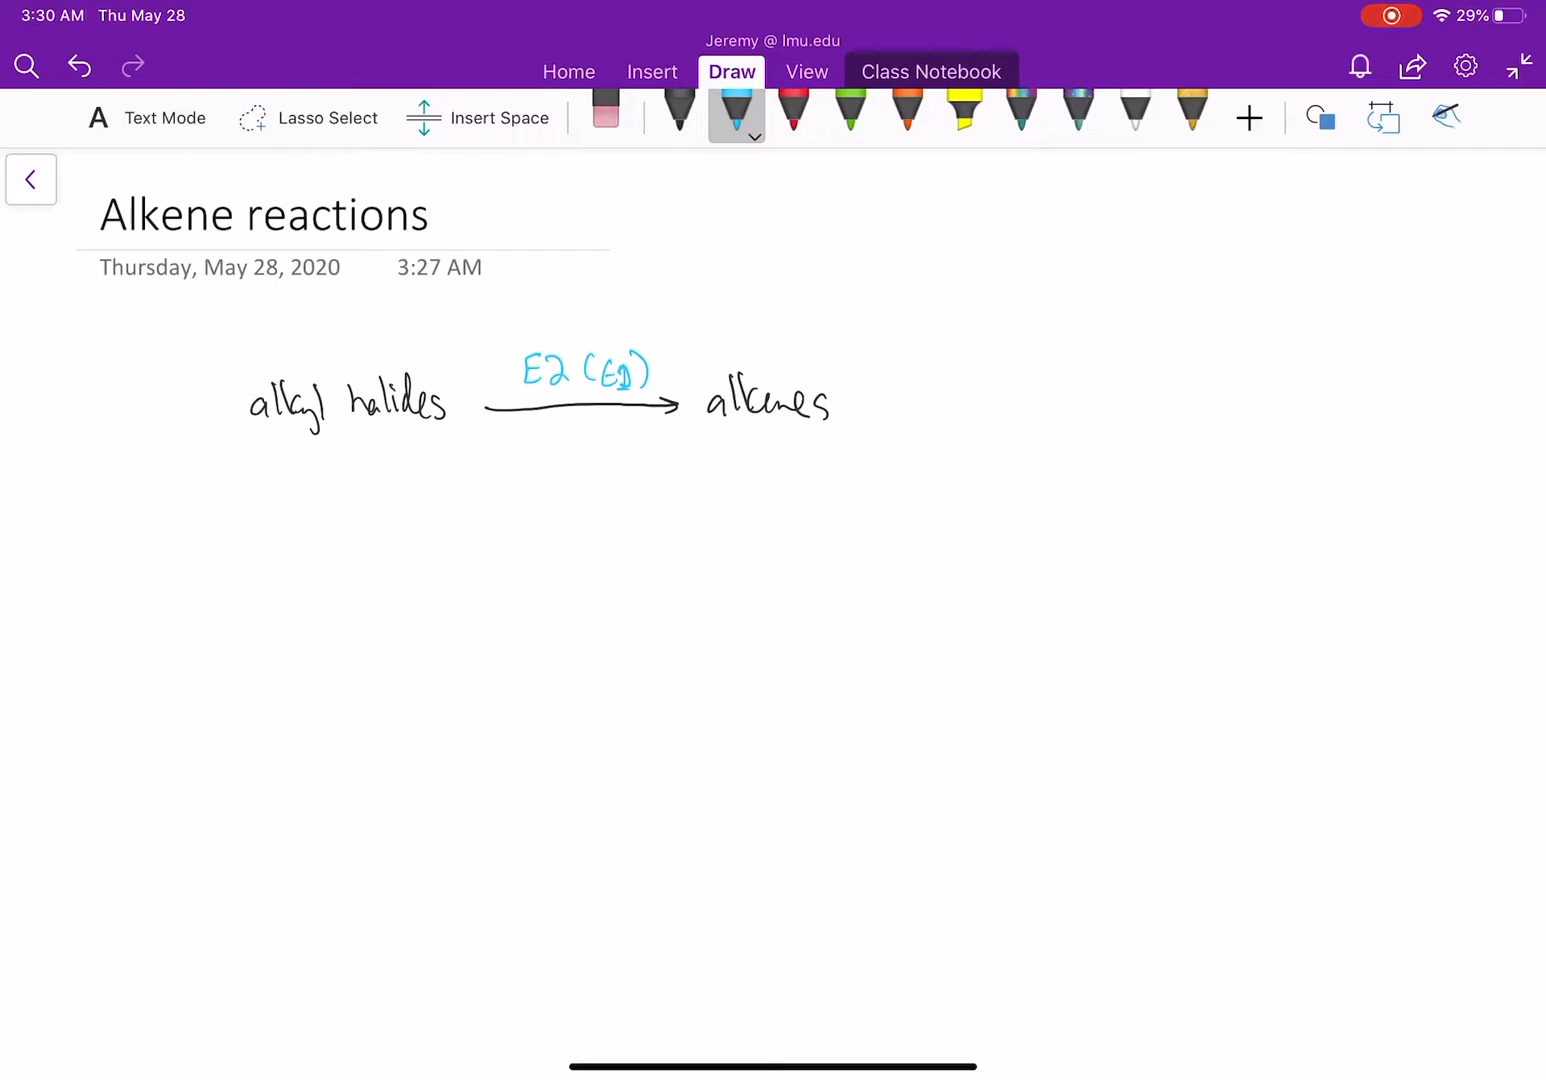 3:30 AM Thu May 28
29%
Jeremy @ lmu.edu
Home Insert Draw View Class Notebook
A Text Mode Lasso Select Insert Space
Alkene reactions
Thursday, May 28, 2020 3:27 AM
E2 (E1)
alkyl halides → alkenes